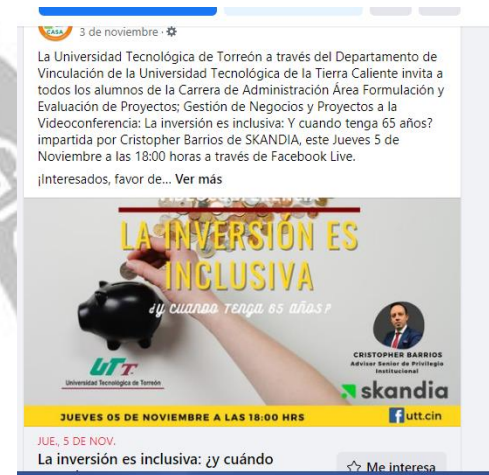 CASA
3 de noviembre ·
La Universidad Tecnológica de Torreón a través del Departamento de
Vinculación de la Universidad Tecnológica de la Tierra Caliente invita a
todos los alumnos de la Carrera de Administración Área Formulación y
Evaluación de Proyectos; Gestión de Negocios y Proyectos a la
Videoconferencia: La inversión es inclusiva: Y cuando tenga 65 años?
impartida por Cristopher Barrios de SKANDIA, este Jueves 5 de
Noviembre a las 18:00 horas a través de Facebook Live.
¡Interesados, favor de... Ver más
LA INVERSIÓN ES
INCLUSIVA
¿y cuando tenga 65 años?
CRISTOPHER BARRIOS
Advisor Senior de Privilegio
Institucional
UTT.
Universidad Tecnológica de Torreón
skandia
JUEVES 05 DE NOVIEMBRE A LAS 18:00 HRS
f utt.cin
JUE., 5 DE NOV.
La inversión es inclusiva: ¿y cuándo
Me interesa